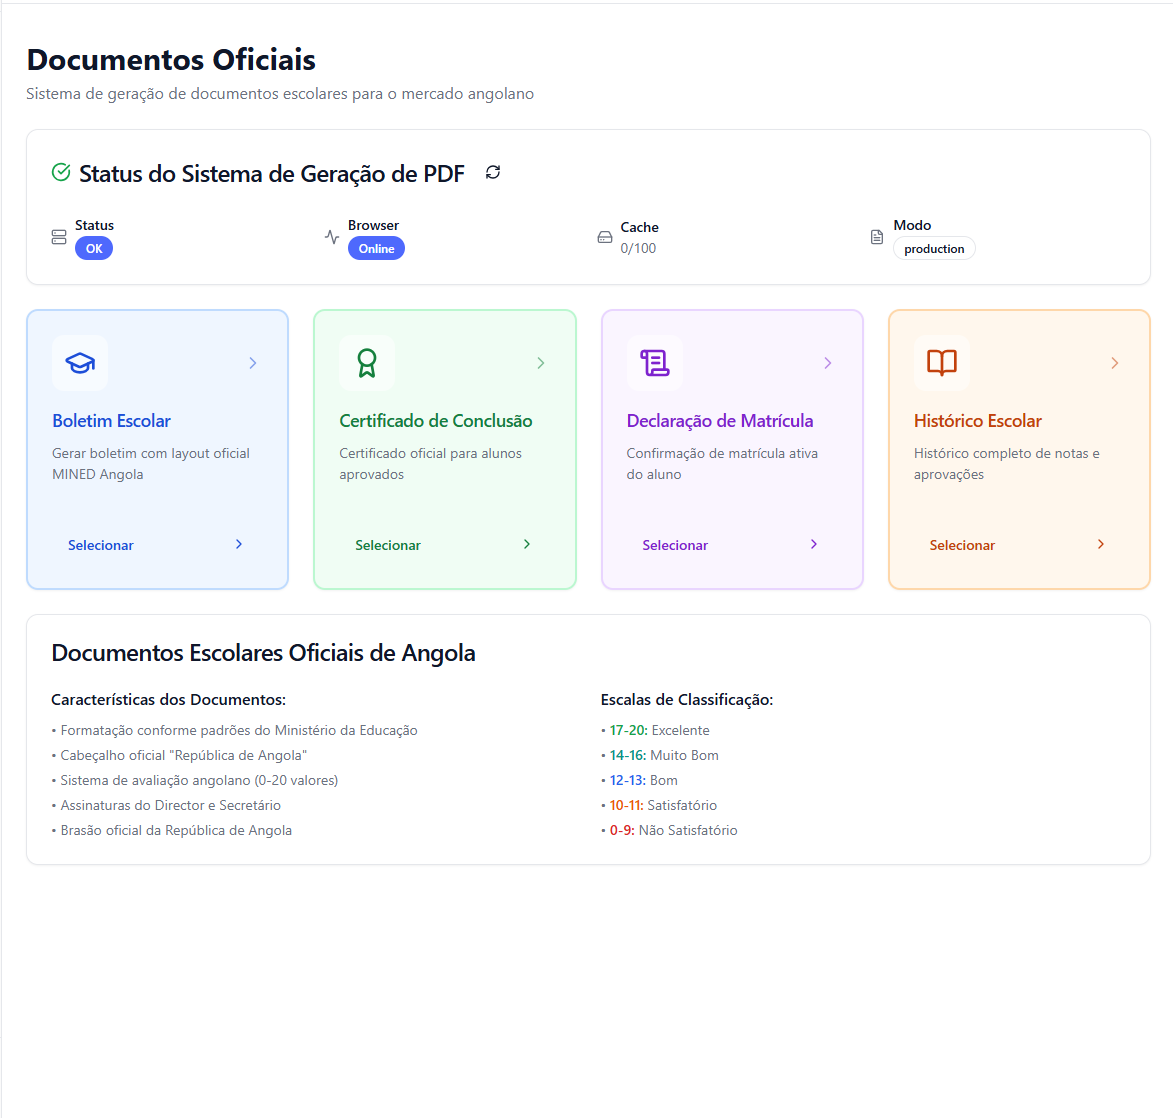 Documentos Oficiais
Sistema de geração de documentos escolares para o mercado angolano
Status do Sistema de Geração de PDF
Status
OK
Browser
Online
Cache
0/100
Modo
production
Boletim Escolar
Gerar boletim com layout oficial
MINED Angola
Selecionar
Certificado de Conclusão
Certificado oficial para alunos
aprovados
Selecionar
Declaração de Matrícula
Confirmação de matrícula ativa
do aluno
Selecionar
Histórico Escolar
Histórico completo de notas e
aprovações
Selecionar
Documentos Escolares Oficiais de Angola
Características dos Documentos:
• Formatação conforme padrões do Ministério da Educação
• Cabeçalho oficial "República de Angola"
• Sistema de avaliação angolano (0-20 valores)
• Assinaturas do Director e Secretário
• Brasão oficial da República de Angola
Escalas de Classificação:
• 17-20: Excelente
• 14-16: Muito Bom
• 12-13: Bom
• 10-11: Satisfatório
• 0-9: Não Satisfatório